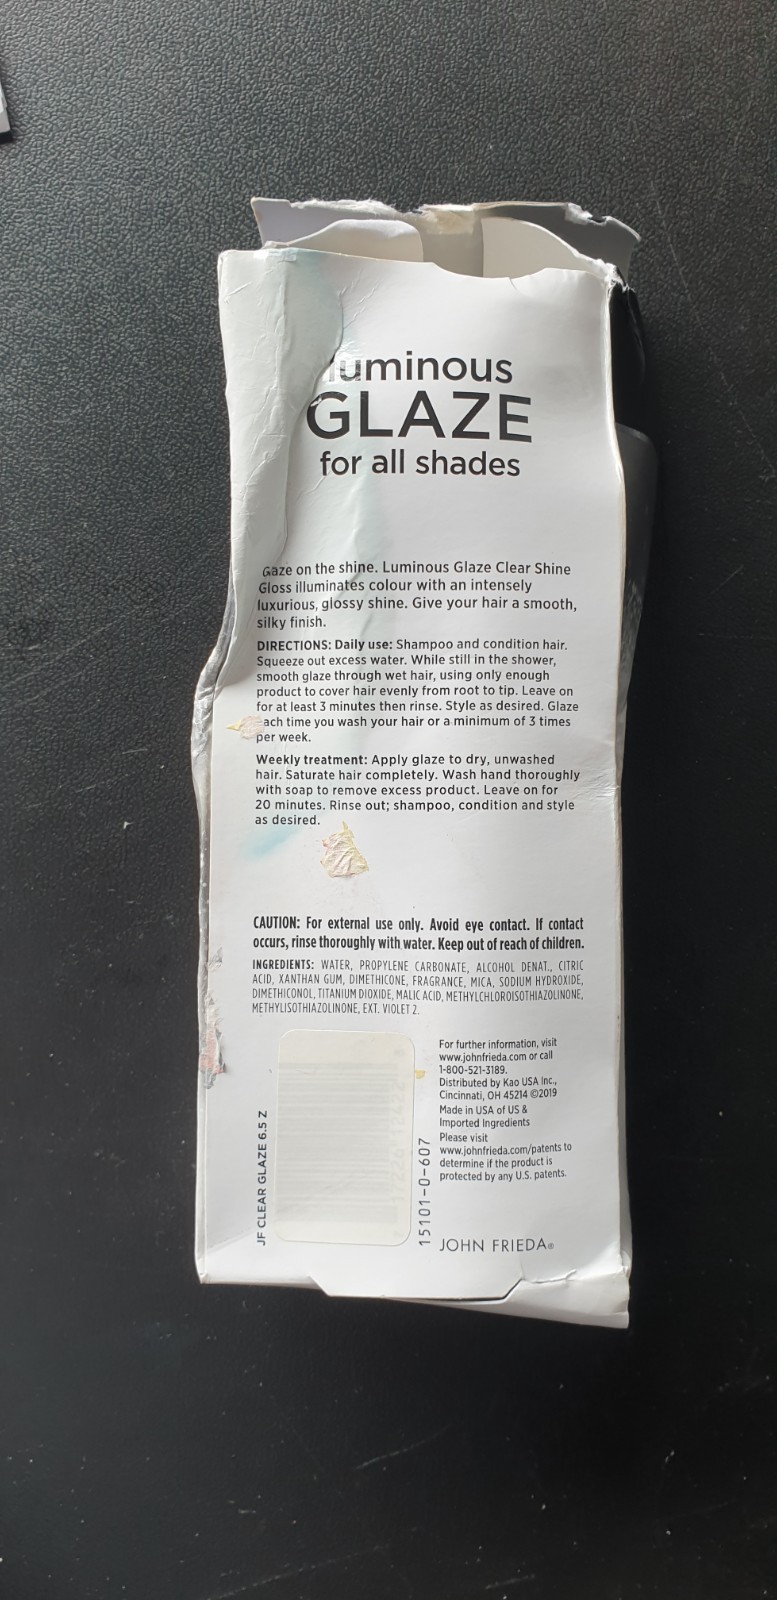 luminous
GLAZE
for all shades
Gaze on the shine. Luminous Glaze Clear Shine
Gloss illuminates colour with an intensely
luxurious, glossy shine. Give your hair a smooth,
silky finish.
DIRECTIONS: Daily use: Shampoo and condition hair.
Squeeze out excess water. While still in the shower,
smooth glaze through wet hair, using only enough
product to cover hair evenly from root to tip. Leave on
for at least 3 minutes then rinse. Style as desired. Glaze
ach time you wash your hair or a minimum of 3 times
per week.
Weekly treatment: Apply glaze to dry, unwashed
hair. Saturate hair completely. Wash hand thoroughly
with soap to remove excess product. Leave on for
20 minutes. Rinse out; shampoo, condition and style
as desired.
CAUTION: For external use only. Avoid eye contact. If contact
occurs, rinse thoroughly with water. Keep out of reach of children.
INGREDIENTS: WATER, PROPYLENE CARBONATE, ALCOHOL DENAT., CITRIC
ACID, XANTHAN GUM, DIMETHICONE, FRAGRANCE, MICA, SODIUM HYDROXIDE,
DIMETHICONOL, TITANIUM DIOXIDE, MALIC ACID, METHYLCHLOROISOTHIAZOLINONE,
METHYLISOTHIAZOLINONE, EXT. VIOLET 2.
For further information, visit
www.johnfrieda.com or call
1-800-521-3189.
Distributed by Kao USA Inc.,
Cincinnati, OH 45214 ©2019
Made in USA of US &
Imported Ingredients
Please visit
www.johnfrieda.com/patents to
determine if the product is
protected by any U.S. patents.
JF CLEAR GLAZE 6.5 Z
15101-0-607
JOHN FRIEDA®